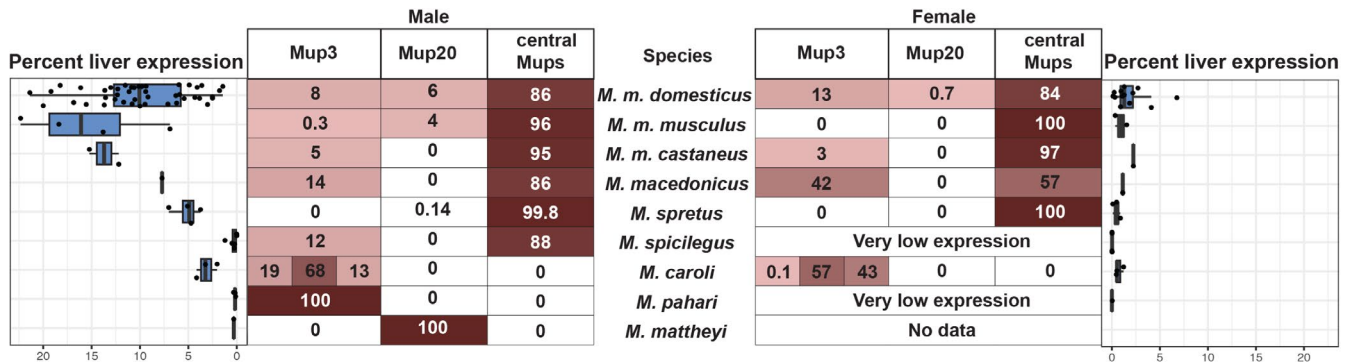 Male Female
Percent liver expression Mup3 Mup20 central Mups Species Mup3 Mup20 central Mups Percent liver expression
8 6 86 M. m. domesticus 13 0.7 84
0.3 4 96 M. m. musculus 0 0 100
5 0 95 M. m. castaneus 3 0 97
14 0 86 M. macedonicus 42 0 57
0 0.14 99.8 M. spretus 0 0 100
12 0 88 M. spicilegus Very low expression
19 68 13 0 0 M. caroli 0.1 57 43 0 0
100 0 0 M. pahari Very low expression
0 100 0 M. mattheyi No data
20 15 10 5 0 0 5 10 15 20